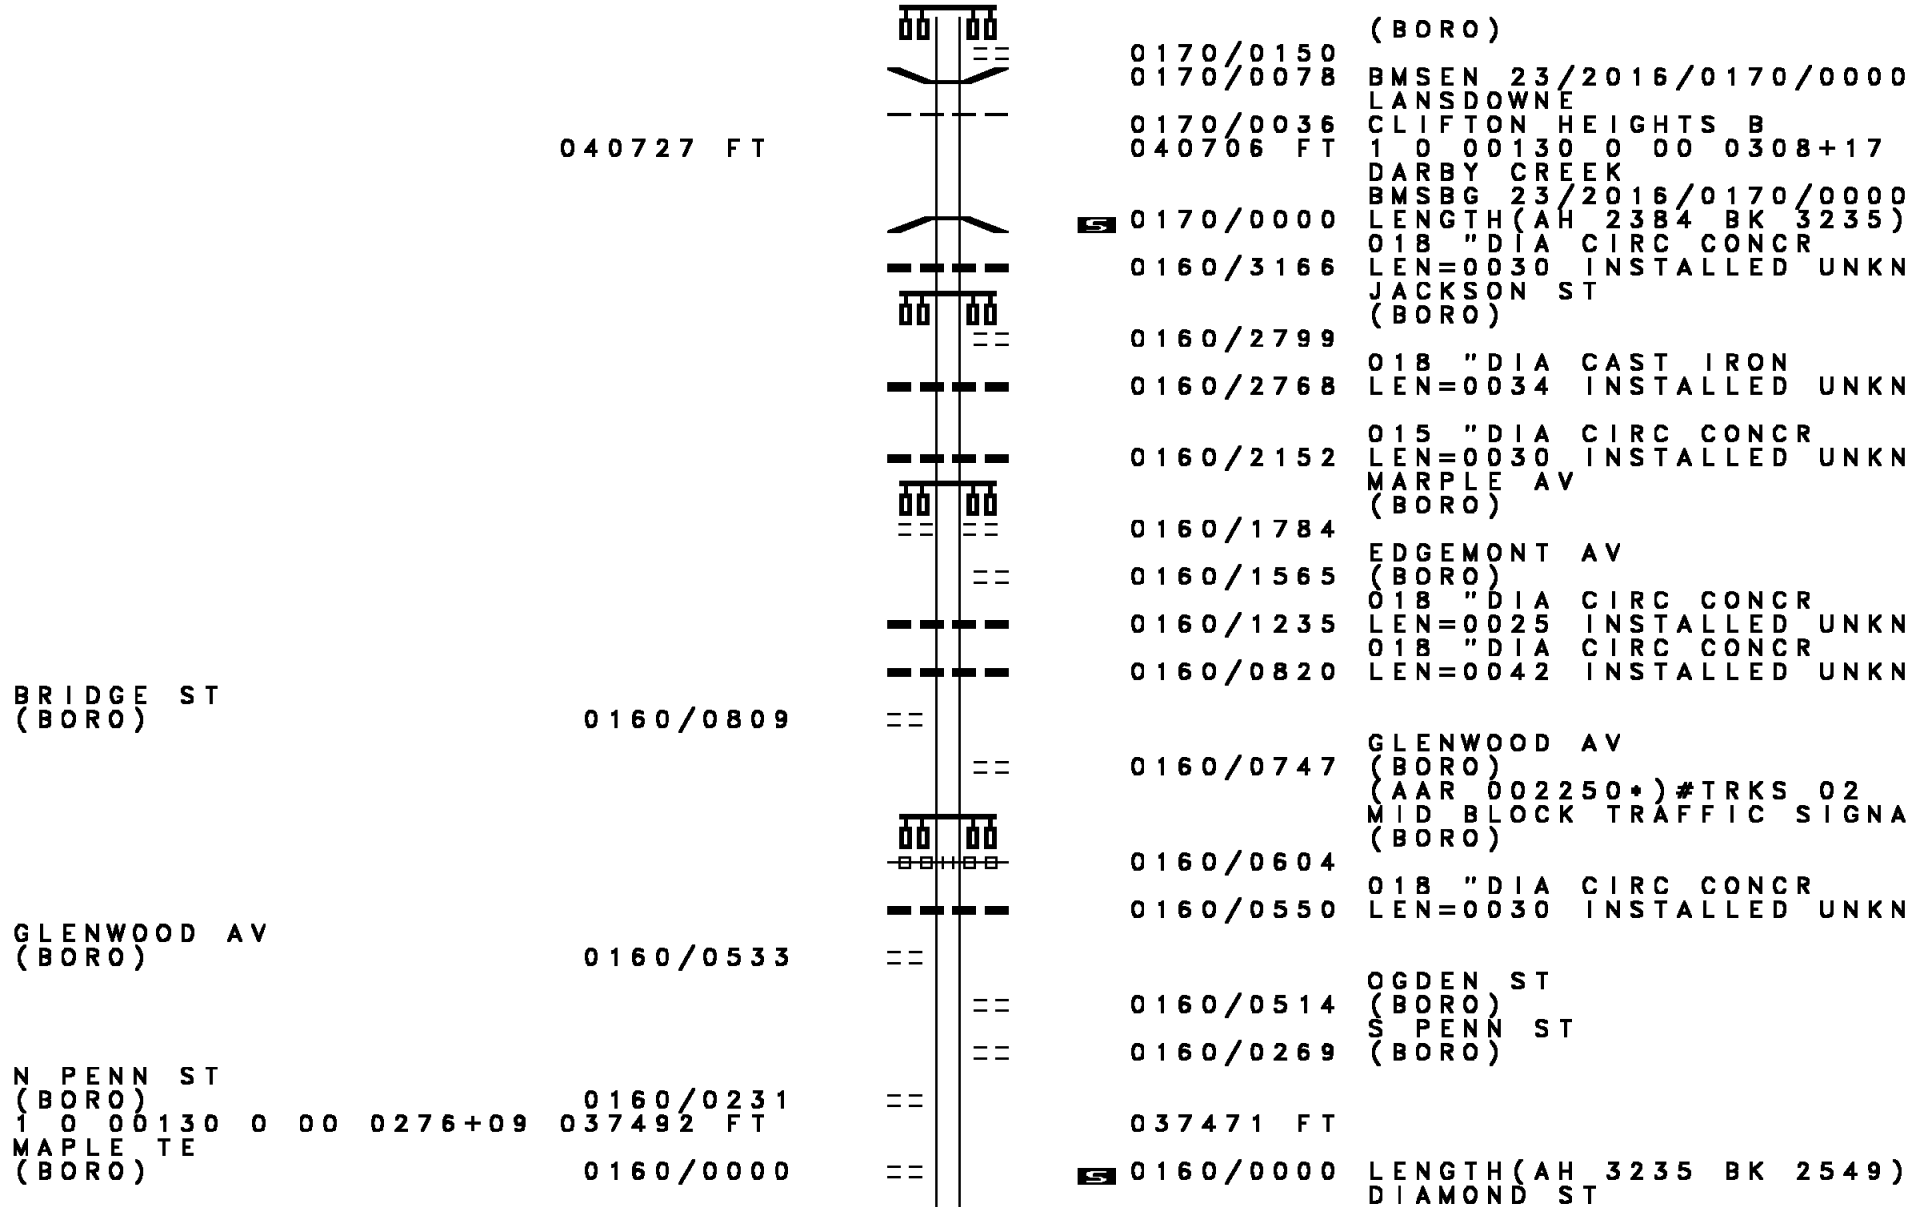 (BORO)
0170/0150
0170/0078 BMSEN 23/2016/0170/0000
LANSDOWNE
0170/0036 CLIFTON HEIGHTS B
040727 FT 040706 FT 1 0 00130 0 00 0308+17
DARBY CREEK
BMSBG 23/2016/0170/0000
S 0170/0000 LENGTH(AH 2384 BK 3235)
018 "DIA CIRC CONCR
0160/3166 LEN=0030 INSTALLED UNKN
JACKSON ST
(BORO)
0160/2799
018 "DIA CAST IRON
0160/2768 LEN=0034 INSTALLED UNKN
015 "DIA CIRC CONCR
0160/2152 LEN=0030 INSTALLED UNKN
MARPLE AV
(BORO)
0160/1784
EDGEMONT AV
0160/1565 (BORO)
018 "DIA CIRC CONCR
0160/1235 LEN=0025 INSTALLED UNKN
018 "DIA CIRC CONCR
0160/0820 LEN=0042 INSTALLED UNKN
BRIDGE ST
(BORO) 0160/0809
GLENWOOD AV
0160/0747 (BORO)
(AAR 002250*)#TRKS 02
MID BLOCK TRAFFIC SIGNA
(BORO)
0160/0604
018 "DIA CIRC CONCR
0160/0550 LEN=0030 INSTALLED UNKN
GLENWOOD AV
(BORO) 0160/0533
OGDEN ST
0160/0514 (BORO)
S PENN ST
0160/0269 (BORO)
N PENN ST
(BORO) 0160/0231
1 0 00130 0 00 0276+09 037492 FT 037471 FT
MAPLE TE
(BORO) 0160/0000 S 0160/0000 LENGTH(AH 3235 BK 2549)
DIAMOND ST